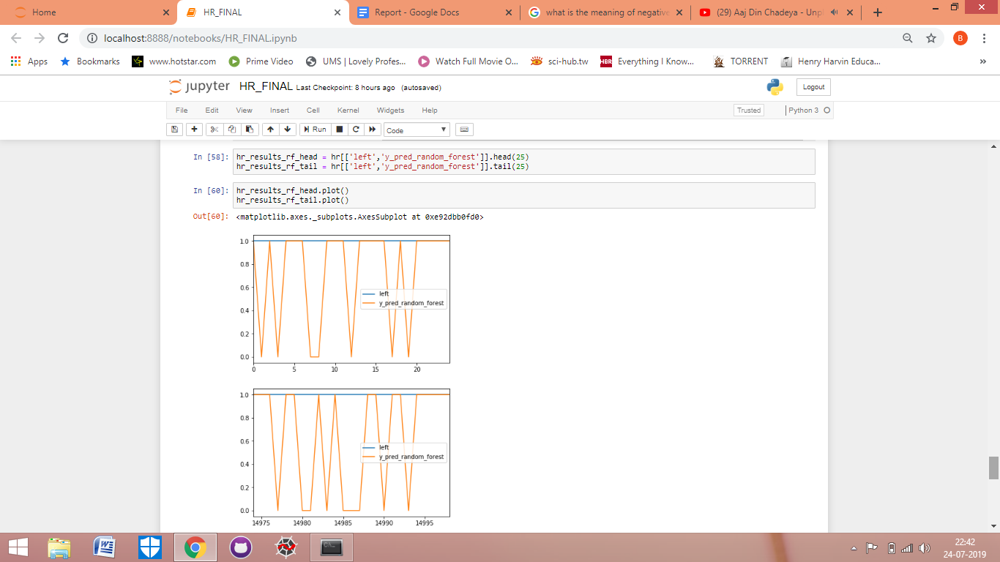 Home
HR_FINAL
Report - Google Docs
what is the meaning of negative
(29) Aaj Din Chadeya - Unpl
localhost:8888/notebooks/HR_FINAL.ipynb
B
Apps
Bookmarks
www.hotstar.com
Prime Video
UMS | Lovely Profes...
Watch Full Movie O...
sci-hub.tw
HBR
Everything I Know...
TORRENT
Henry Harvin Educa...
»
jupyter HR_FINAL Last Checkpoint: 8 hours ago (autosaved)
Logout
File Edit View Insert Cell Kernel Widgets Help
Trusted
Python 3
Run
Code
In [58]: hr_results_rf_head = hr[['left','y_pred_random_forest']].head(25)
hr_results_rf_tail = hr[['left','y_pred_random_forest']].tail(25)
In [60]: hr_results_rf_head.plot()
hr_results_rf_tail.plot()
Out[60]: <matplotlib.axes._subplots.AxesSubplot at 0xe92dbb0fd0>
1.0
0.8
0.6
left
y_pred_random_forest
0.4
0.2
0.0
0 5 10 15 20
1.0
0.8
0.6
left
y_pred_random_forest
0.4
0.2
0.0
14975 14980 14985 14990 14995
22:42
24-07-2019